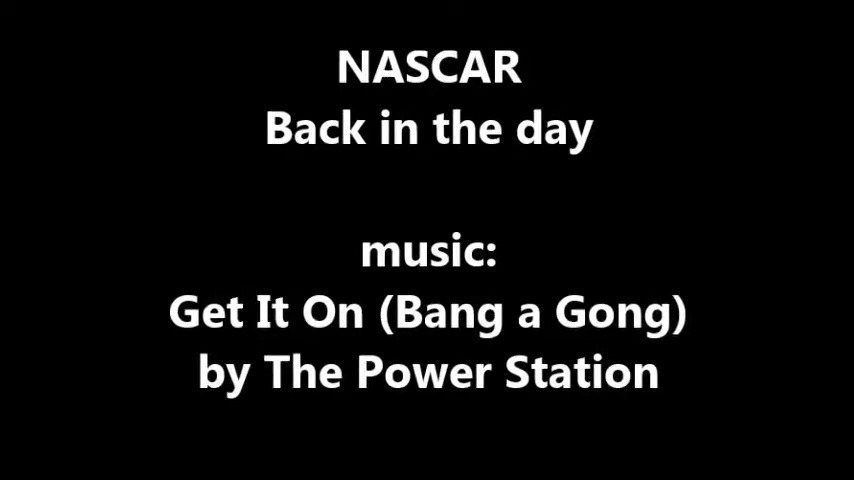 NASCAR
Back in the day
music:
Get It On (Bang a Gong)
by The Power Station